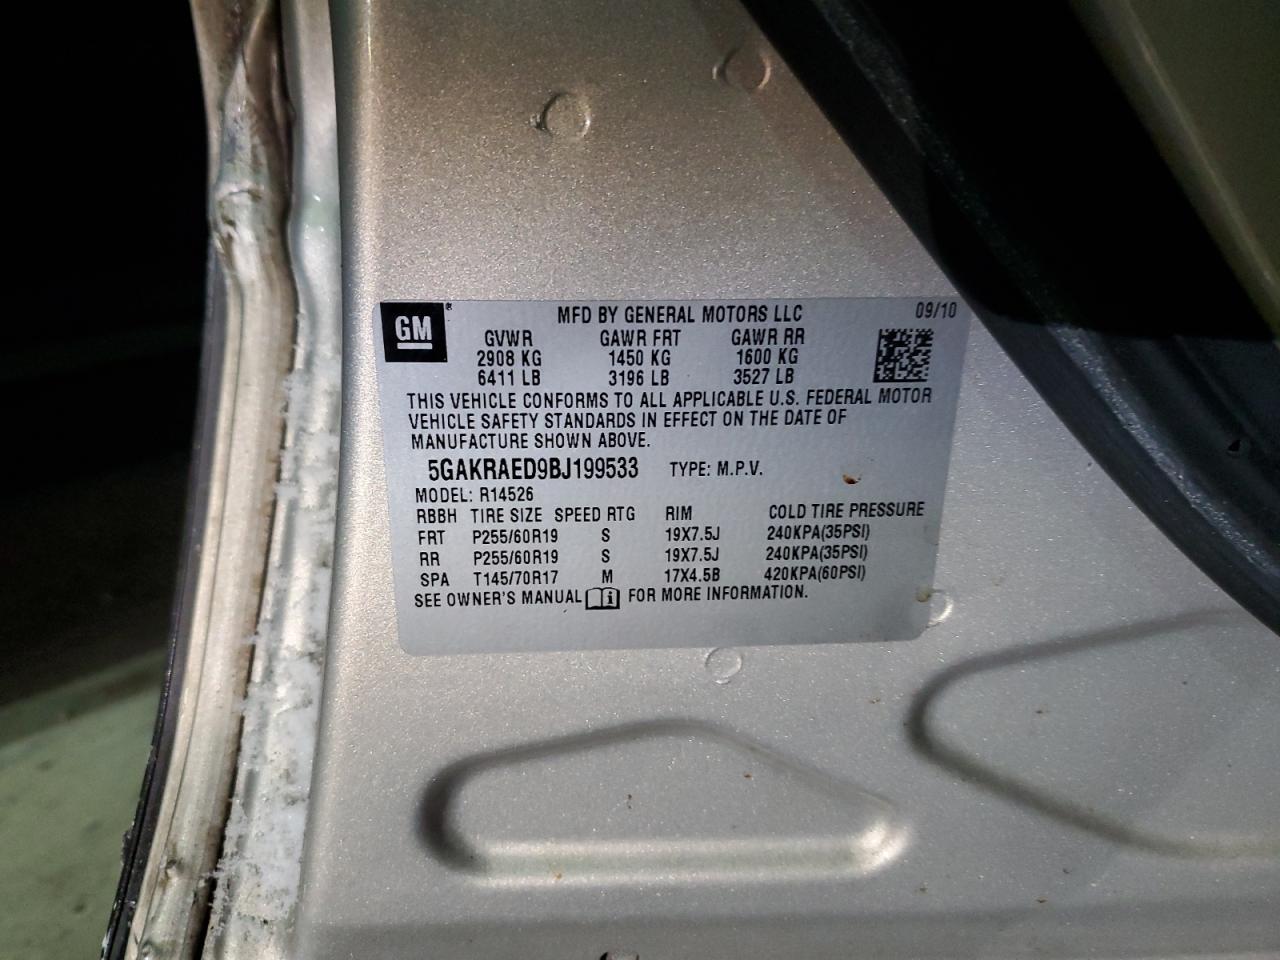 GM®
MFD BY GENERAL MOTORS LLC 09/10
GVWR GAWR FRT GAWR RR
2908 KG 1450 KG 1600 KG
6411 LB 3196 LB 3527 LB
THIS VEHICLE CONFORMS TO ALL APPLICABLE U.S. FEDERAL MOTOR
VEHICLE SAFETY STANDARDS IN EFFECT ON THE DATE OF
MANUFACTURE SHOWN ABOVE.
5GAKRAED9BJ199533 TYPE: M.P.V.
MODEL: R14526
RBBH TIRE SIZE SPEED RTG RIM COLD TIRE PRESSURE
FRT P255/60R19 S 19X7.5J 240KPA(35PSI)
RR P255/60R19 S 19X7.5J 240KPA(35PSI)
SPA T145/70R17 M 17X4.5B 420KPA(60PSI)
SEE OWNER'S MANUAL i FOR MORE INFORMATION.